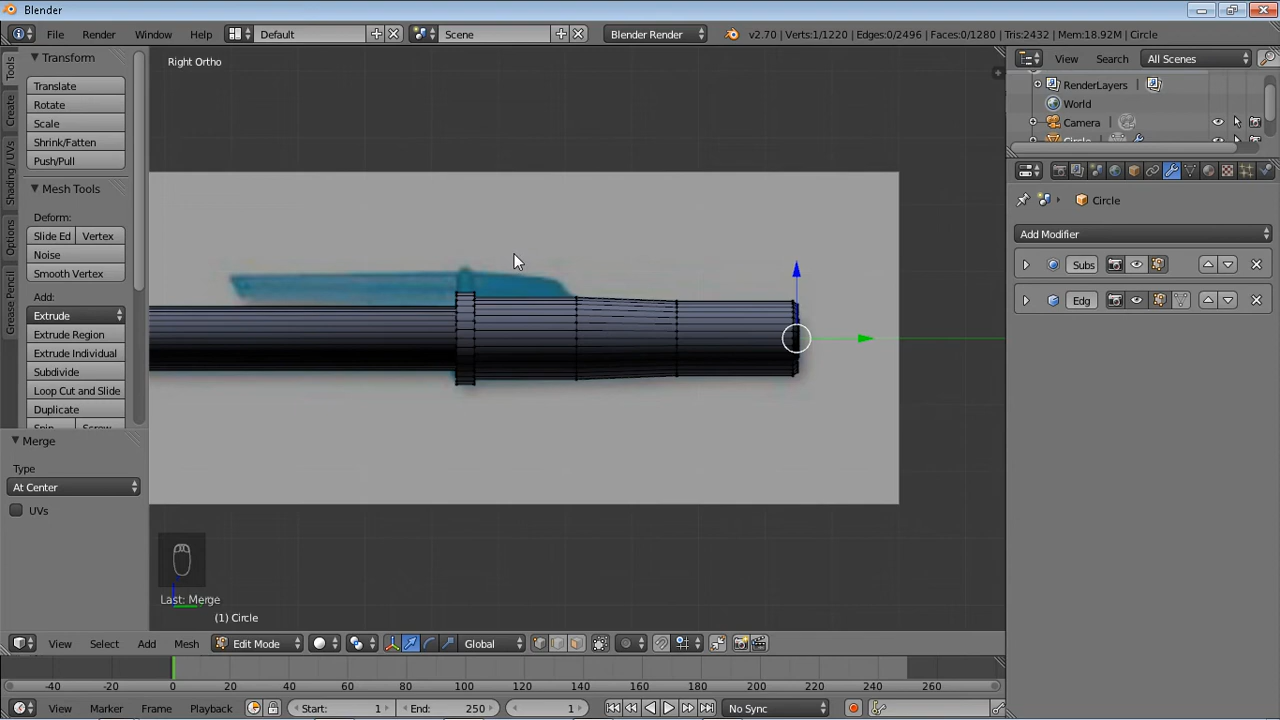 Blender
File Render Window Help Default Scene Blender Render v2.70 | Verts:1/1220 | Edges:0/2496 | Faces:0/1280 | Tris:2432 | Mem:18.92M | Circle
Tools
Create
Shading / UVs
Options
Grease Pencil
Transform
Translate
Rotate
Scale
Shrink/Fatten
Push/Pull
Mesh Tools
Deform:
Slide Ed Vertex
Noise
Smooth Vertex
Add:
Extrude
Extrude Region
Extrude Individual
Subdivide
Loop Cut and Slide
Duplicate
Spin Screw
Merge
Type
At Center
UVs
Right Ortho
Last: Merge
(1) Circle
View Search All Scenes
RenderLayers
World
Camera
Circle
Circle
Add Modifier
Subs
Edg
View Select Add Mesh Edit Mode Global
-40 -20 0 20 40 60 80 100 120 140 160 180 200 220 240 260
View Marker Frame Playback Start: 1 End: 250 1 No Sync